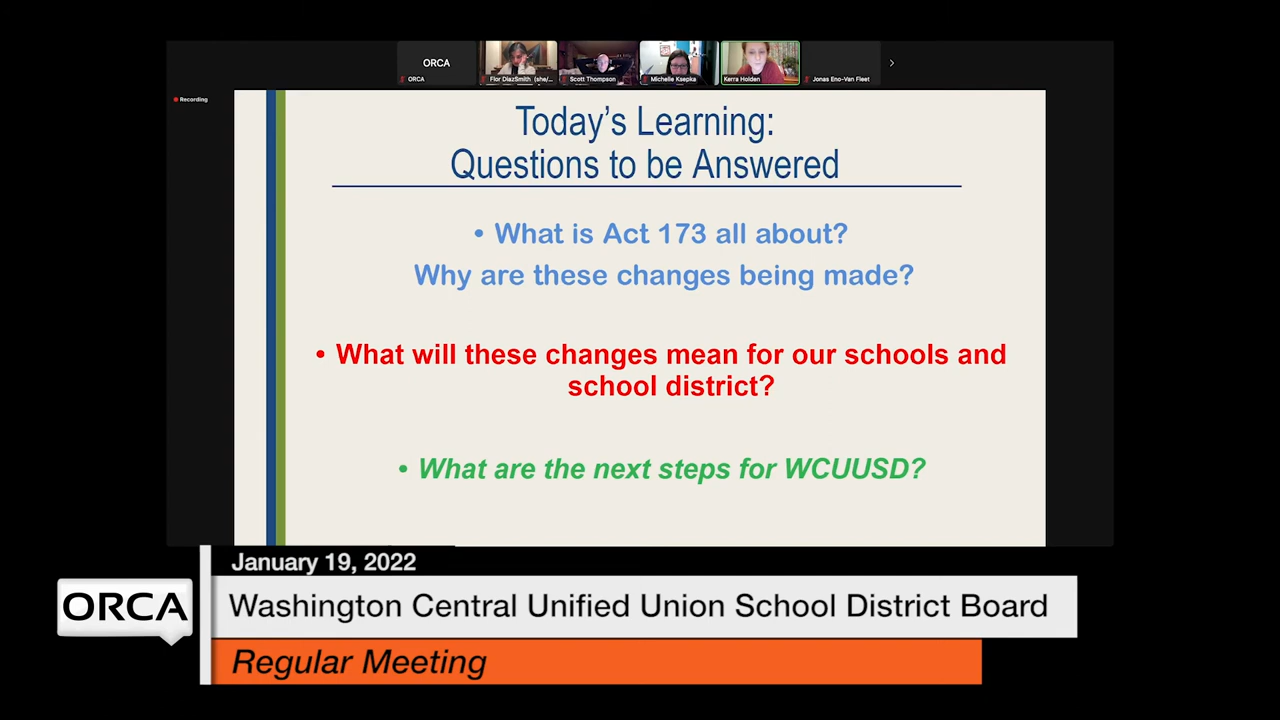 ORCA
ORCA
Flor DiazSmith (she/...
Scott Thompson
Michelle Ksepka
Kerra Holden
Jonas Eno-Van Fleet
Recording
Today's Learning:
Questions to be Answered
• What is Act 173 all about?
Why are these changes being made?
• What will these changes mean for our schools and
school district?
• What are the next steps for WCUUSD?
January 19, 2022
ORCA
Washington Central Unified Union School District Board
Regular Meeting